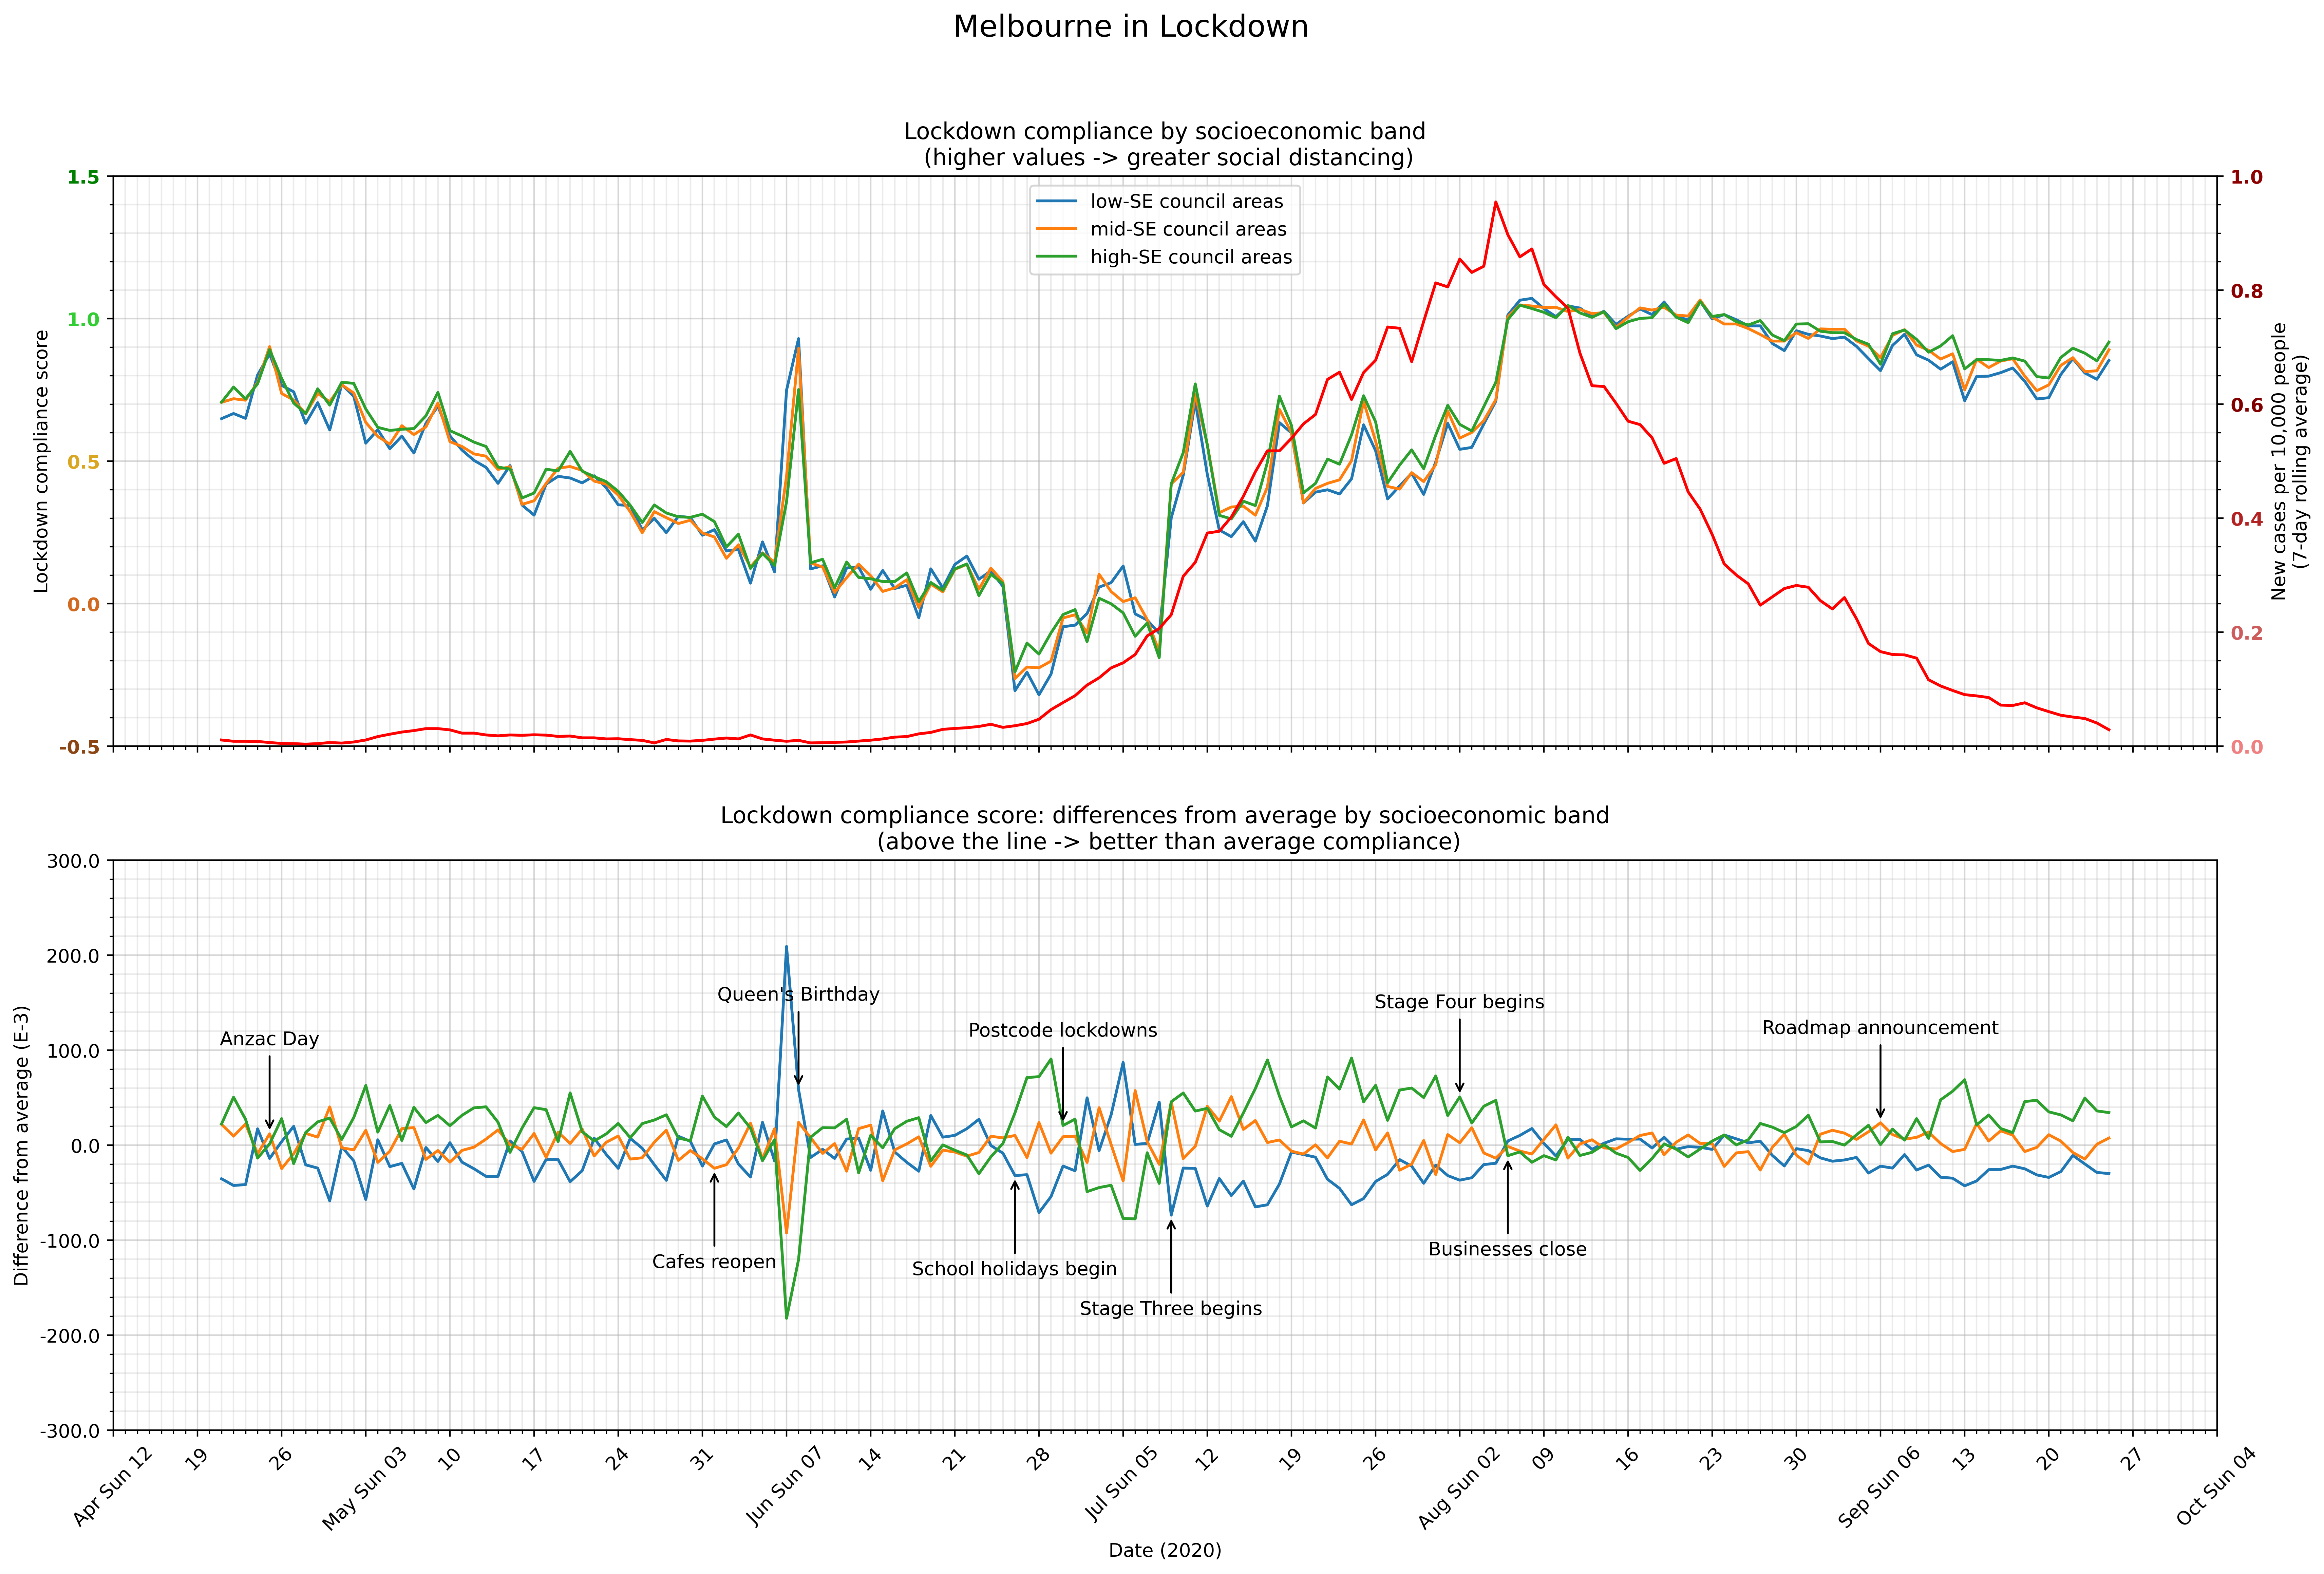 Melbourne in Lockdown
Lockdown compliance by socioeconomic band
(higher values -> greater social distancing)
1.5
1.0
0.5
0.0
-0.5
Lockdown compliance score
low-SE council areas
mid-SE council areas
high-SE council areas
1.0
0.8
0.6
0.4
0.2
0.0
New cases per 10,000 people
(7-day rolling average)
Lockdown compliance score: differences from average by socioeconomic band
(above the line -> better than average compliance)
300.0
200.0
100.0
0.0
-100.0
-200.0
-300.0
Difference from average (E-3)
Anzac Day
Queen's Birthday
Postcode lockdowns
Stage Four begins
Roadmap announcement
Cafes reopen
School holidays begin
Stage Three begins
Businesses close
Apr Sun 12
19
26
May Sun 03
10
17
24
31
Jun Sun 07
14
21
28
Jul Sun 05
12
19
26
Aug Sun 02
09
16
23
30
Sep Sun 06
13
20
27
Oct Sun 04
Date (2020)